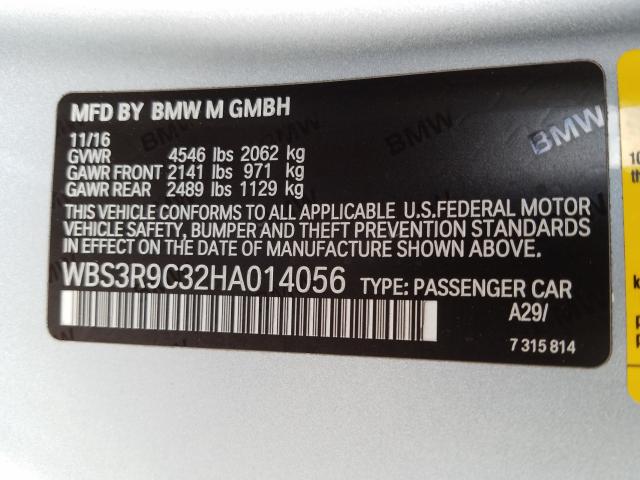 MFD BY BMW M GMBH
11/16
GVWR 4546 lbs 2062 kg
GAWR FRONT 2141 lbs 971 kg
GAWR REAR 2489 lbs 1129 kg
THIS VEHICLE CONFORMS TO ALL APPLICABLE U.S.FEDERAL MOTOR
VEHICLE SAFETY, BUMPER AND THEFT PREVENTION STANDARDS
IN EFFECT ON THE DATE OF MANUFACTURE SHOWN ABOVE.
WBS3R9C32HA014056 TYPE: PASSENGER CAR
A29/
7 315 814
BMW